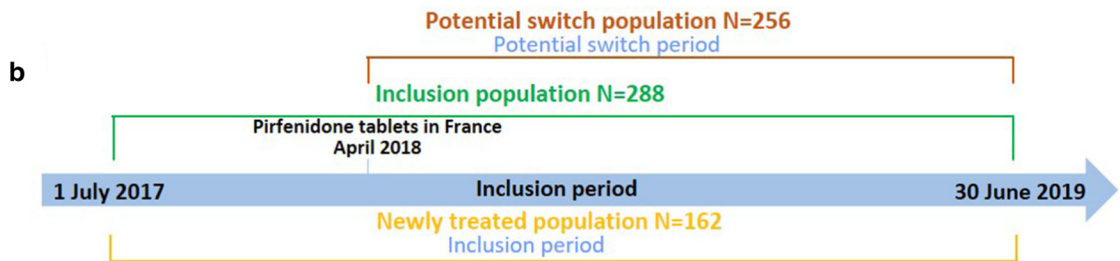 Potential switch population N=256
Potential switch period
b
Inclusion population N=288
Pirfenidone tablets in France
April 2018
1 July 2017 Inclusion period 30 June 2019
Newly treated population N=162
Inclusion period